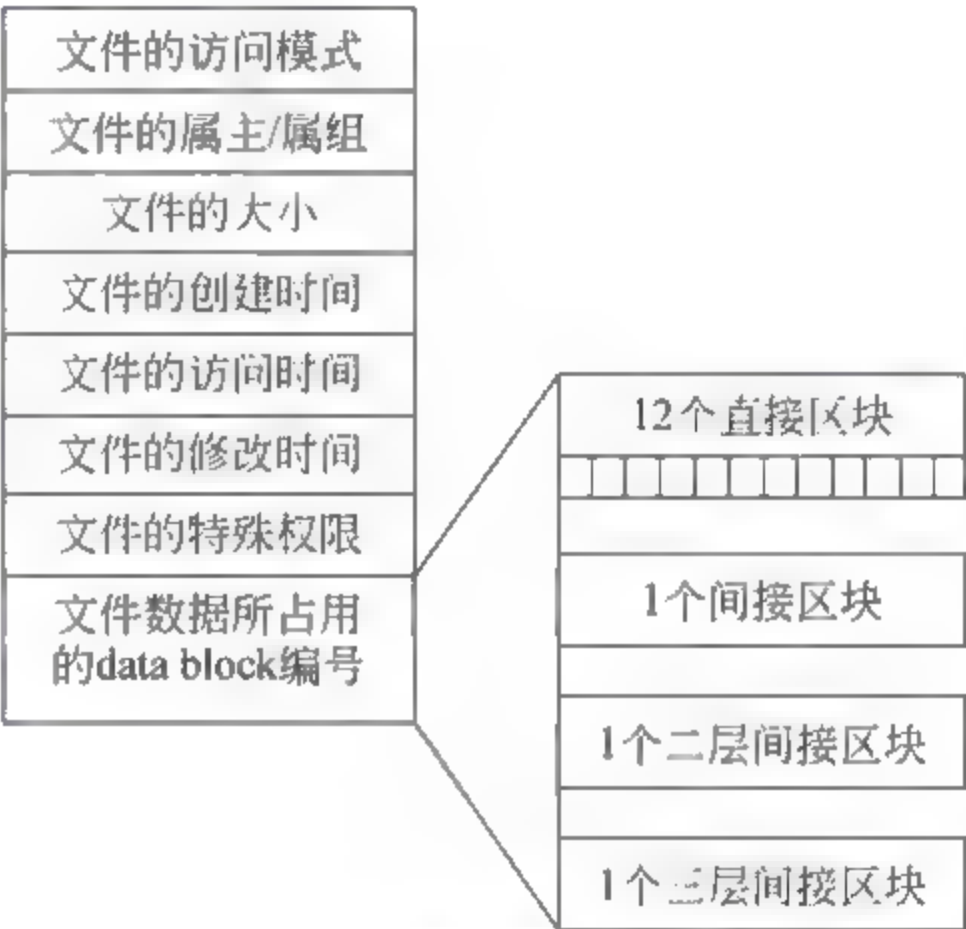 文件的访问模式
文件的属主/属组
文件的大小
文件的创建时间
文件的访问时间
文件的修改时间
文件的特殊权限
文件数据所占用
的data block编号
12个直接区块
1个间接区块
1个二层间接区块
1个三层间接区块